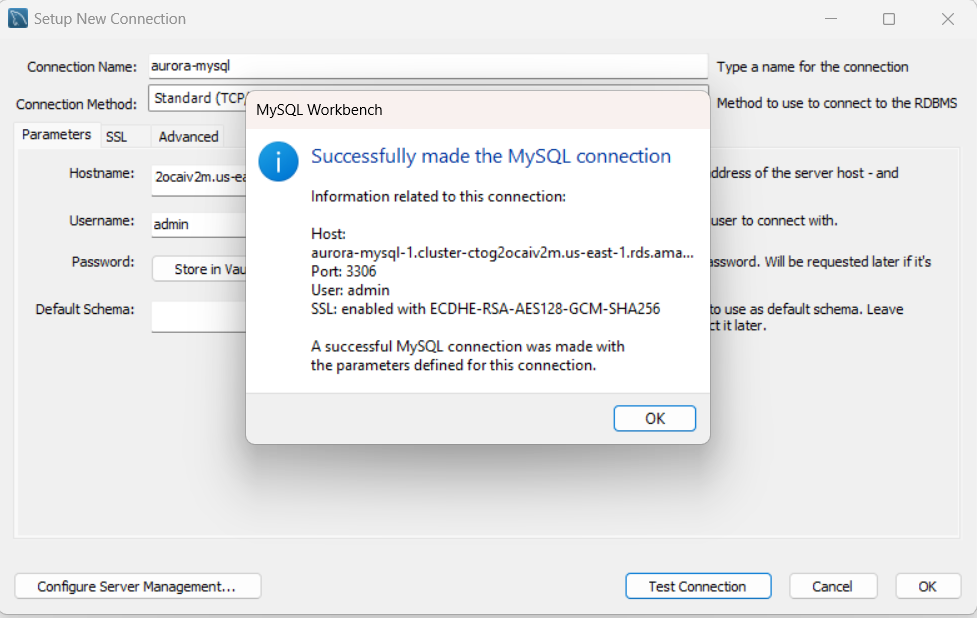 Setup New Connection
Connection Name: aurora-mysql Type a name for the connection
Connection Method: Standard (TCP/ Method to use to connect to the RDBMS
Parameters SSL Advanced
Hostname: 2ocaiv2m.us-ea ddress of the server host - and
Username: admin user to connect with.
Password: Store in Vau assword. Will be requested later if it's
Default Schema: to use as default schema. Leave
ct it later.
MySQL Workbench
Successfully made the MySQL connection
Information related to this connection:
Host:
aurora-mysql-1.cluster-ctog2ocaiv2m.us-east-1.rds.ama...
Port: 3306
User: admin
SSL: enabled with ECDHE-RSA-AES128-GCM-SHA256
A successful MySQL connection was made with
the parameters defined for this connection.
OK
Configure Server Management... Test Connection Cancel OK